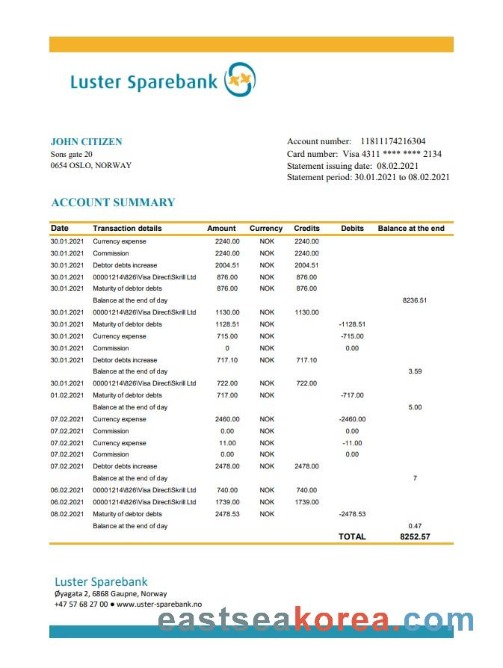 Luster Sparebank
JOHN CITIZEN
Sons gate 20
0654 OSLO, NORWAY
Account number: 11811174216304
Card number: Visa 4311 **** **** 2134
Statement issuing date: 08.02.2021
Statement period: 30.01.2021 to 08.02.2021
ACCOUNT SUMMARY
Date Transaction details Amount Currency Credits Debits Balance at the end
30.01.2021 Currency expense 2240.00 NOK 2240.00
30.01.2021 Commission 2240.00 NOK 2240.00
30.01.2021 Debtor debts increase 2004.51 NOK 2004.51
30.01.2021 00001214\826\Visa Direct\Skrill Ltd 876.00 NOK 876.00
30.01.2021 Maturity of debtor debts 876.00 NOK 876.00
Balance at the end of day 8236.51
30.01.2021 00001214\826\Visa Direct\Skrill Ltd 1130.00 NOK 1130.00
30.01.2021 Maturity of debtor debts 1128.51 NOK -1128.51
30.01.2021 Currency expense 715.00 NOK -715.00
30.01.2021 Commission 0 NOK 0.00
30.01.2021 Debtor debts increase 717.10 NOK 717.10
Balance at the end of day 3.59
30.01.2021 00001214\826\Visa Direct\Skrill Ltd 722.00 NOK 722.00
01.02.2021 Maturity of debtor debts 717.00 NOK -717.00
Balance at the end of day 5.00
07.02.2021 Currency expense 2460.00 NOK -2460.00
07.02.2021 Commission 0.00 NOK 0.00
07.02.2021 Currency expense 11.00 NOK -11.00
07.02.2021 Commission 0.00 NOK 0.00
07.02.2021 Debtor debts increase 2478.00 NOK 2478.00
Balance at the end of day 7
06.02.2021 00001214\826\Visa Direct\Skrill Ltd 740.00 NOK 740.00
06.02.2021 00001214\826\Visa Direct\Skrill Ltd 1739.00 NOK 1739.00
08.02.2021 Maturity of debtor debts 2478.53 NOK -2478.53
Balance at the end of day 0.47
TOTAL 8252.57
Luster Sparebank
Øyagata 2, 6868 Gaupne, Norway
+47 57 68 27 00 ● www.uster-sparebank.no
eastseakorea.com